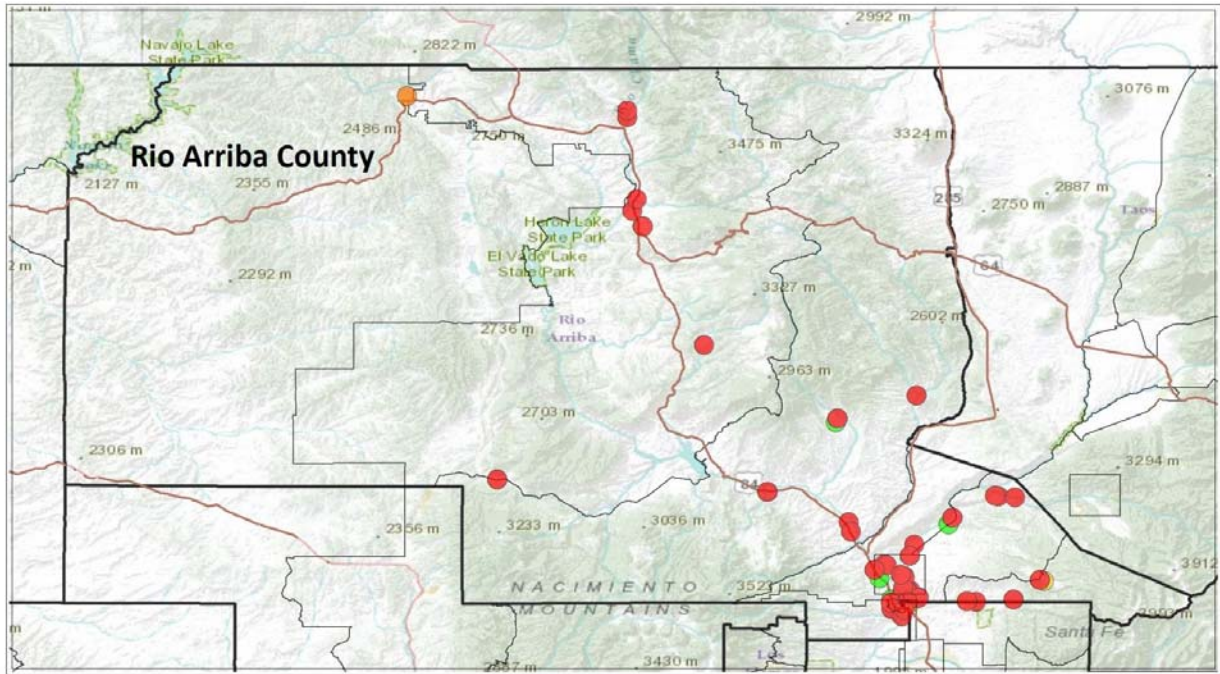 2992 m
Navajo Lake
State Park
2822 m
3076 m
2486 m
3324 m
Rio Arriba County
3475 m
2127 m
2355 m
285
2750 m
2887 m
Taos
Heron Lake
State Park
El Vado Lake
State Park
64
2292 m
3327 m
2602 m
2736 m
Rio
Arriba
2963 m
2703 m
2306 m
3294 m
84
2356 m
3233 m
3036 m
3912
NACIMIENTO
MOUNTAINS
3523 m
Santa Fe
3430 m
Los